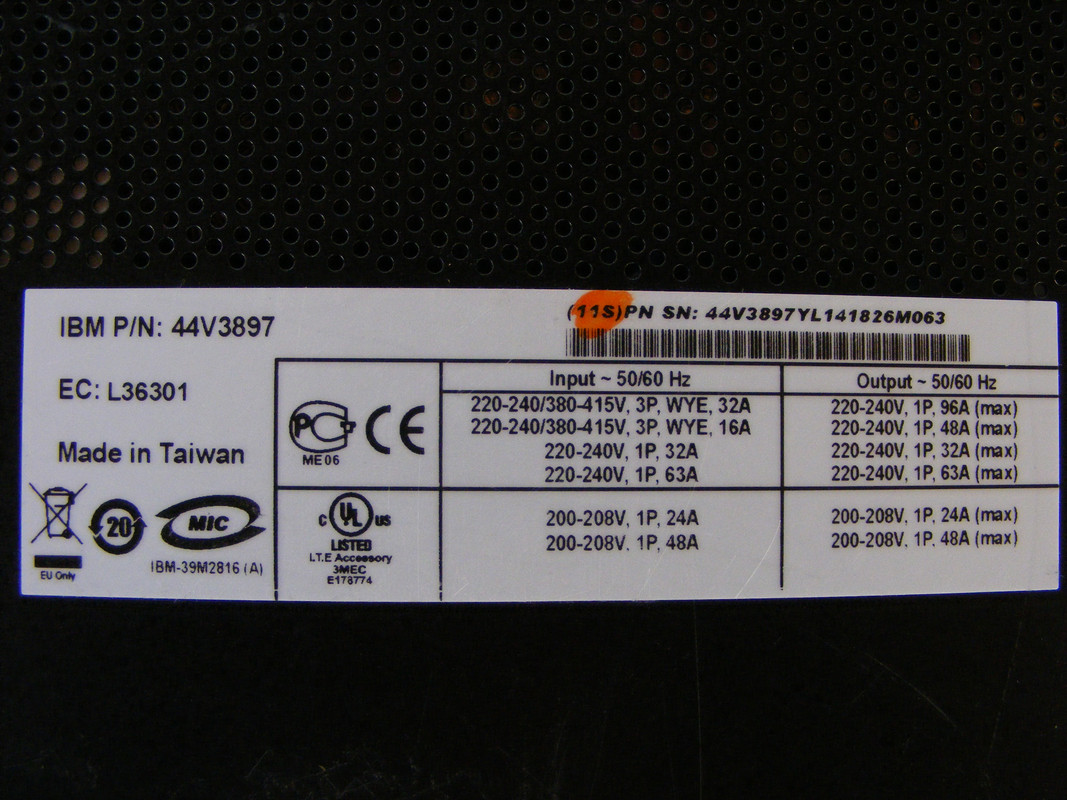 IBM P/N: 44V3897
(11S)PN SN: 44V3897YL141826M063
EC: L36301
Made in Taiwan
20
MIC
EU Only
IBM-39M2816 (A)
PC
CE
ME06
c UL us
LISTED
I.T.E Accessory
3MEC
E178774
Input ~ 50/60 Hz
Output ~ 50/60 Hz
220-240/380-415V, 3P, WYE, 32A
220-240V, 1P, 96A (max)
220-240/380-415V, 3P, WYE, 16A
220-240V, 1P, 48A (max)
220-240V, 1P, 32A
220-240V, 1P, 32A (max)
220-240V, 1P, 63A
220-240V, 1P, 63A (max)
200-208V, 1P, 24A
200-208V, 1P, 24A (max)
200-208V, 1P, 48A
200-208V, 1P, 48A (max)